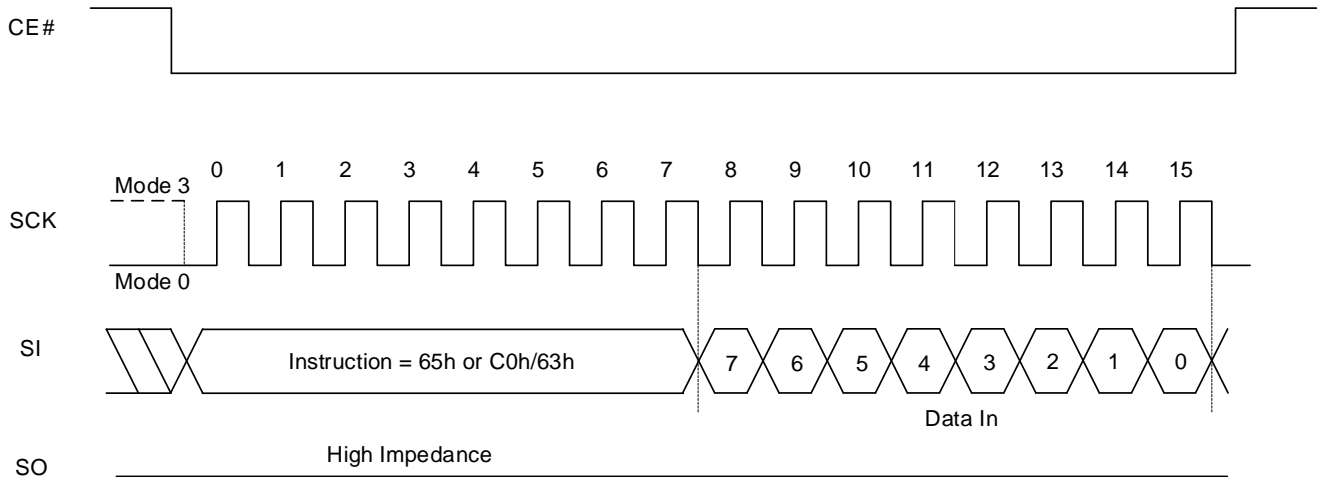 CE#
0 1 2 3 4 5 6 7 8 9 10 11 12 13 14 15
Mode 3
SCK
Mode 0
SI
Instruction = 65h or C0h/63h
7 6 5 4 3 2 1 0
Data In
High Impedance
SO